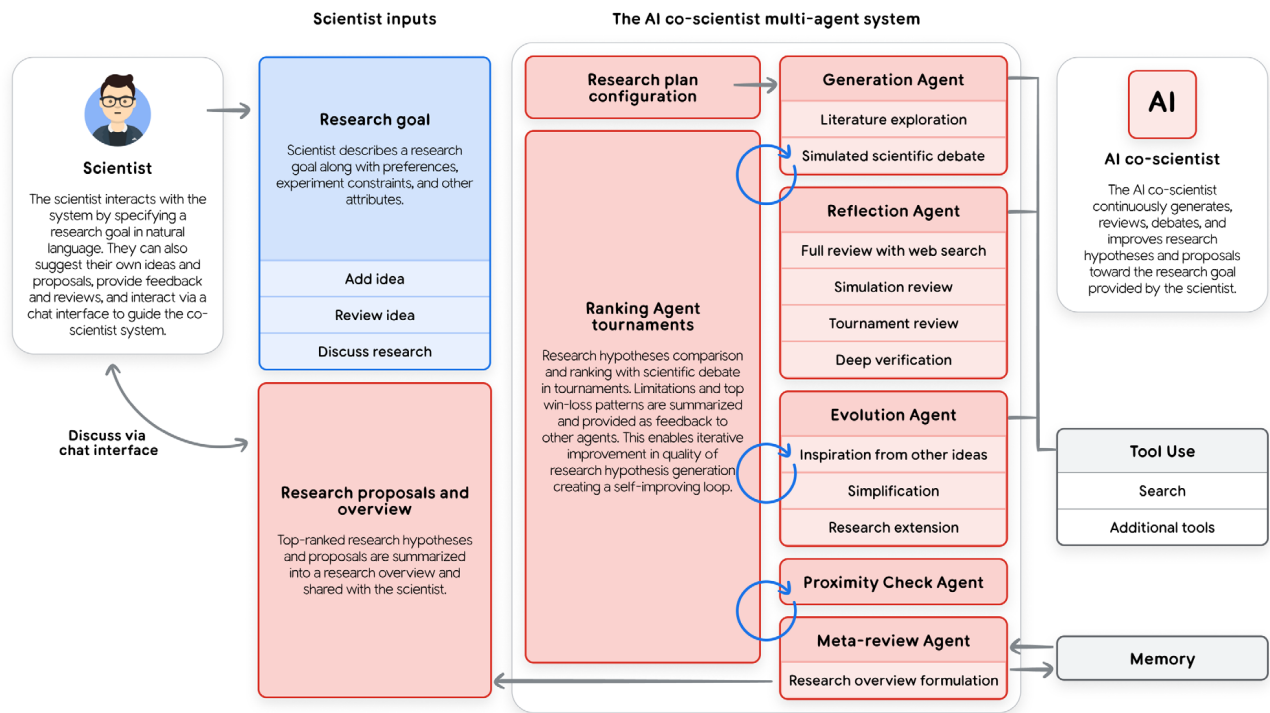 Scientist inputs
The AI co-scientist multi-agent system
Scientist
The scientist interacts with the
system by specifying a
research goal in natural
language. They can also
suggest their own ideas and
proposals, provide feedback
and reviews, and interact via a
chat interface to guide the co-
scientist system.
Discuss via
chat interface
Research goal
Scientist describes a research
goal along with preferences,
experiment constraints, and other
attributes.
Add idea
Review idea
Discuss research
Research proposals and
overview
Top-ranked research hypotheses
and proposals are summarized
into a research overview and
shared with the scientist.
Research plan
configuration
Ranking Agent
tournaments
Research hypotheses comparison
and ranking with scientific debate
in tournaments. Limitations and top
win-loss patterns are summarized
and provided as feedback to
other agents. This enables iterative
improvement in quality of
research hypothesis generation
creating a self-improving loop.
Generation Agent
Literature exploration
Simulated scientific debate
Reflection Agent
Full review with web search
Simulation review
Tournament review
Deep verification
Evolution Agent
Inspiration from other ideas
Simplification
Research extension
Proximity Check Agent
Meta-review Agent
Research overview formulation
AI
AI co-scientist
The AI co-scientist
continuously generates,
reviews, debates, and
improves research
hypotheses and proposals
toward the research goal
provided by the scientist.
Tool Use
Search
Additional tools
Memory